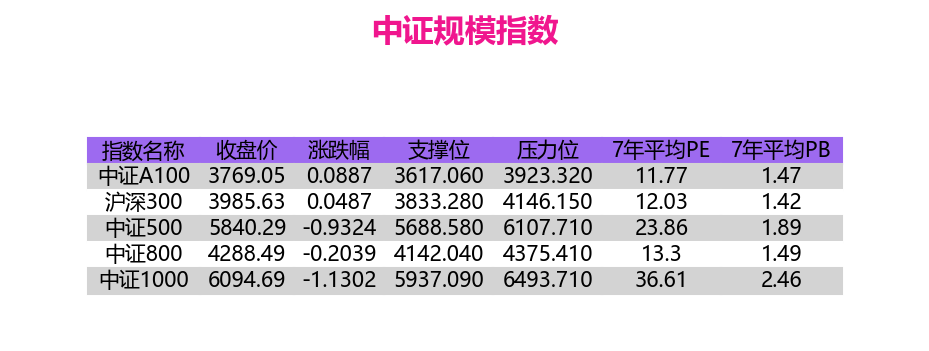 中证规模指数
指数名称 收盘价 涨跌幅 支撑位 压力位 7年平均PE 7年平均PB
中证A100 3769.05 0.0887 3617.060 3923.320 11.77 1.47
沪深300 3985.63 0.0487 3833.280 4146.150 12.03 1.42
中证500 5840.29 -0.9324 5688.580 6107.710 23.86 1.89
中证800 4288.49 -0.2039 4142.040 4375.410 13.3 1.49
中证1000 6094.69 -1.1302 5937.090 6493.710 36.61 2.46